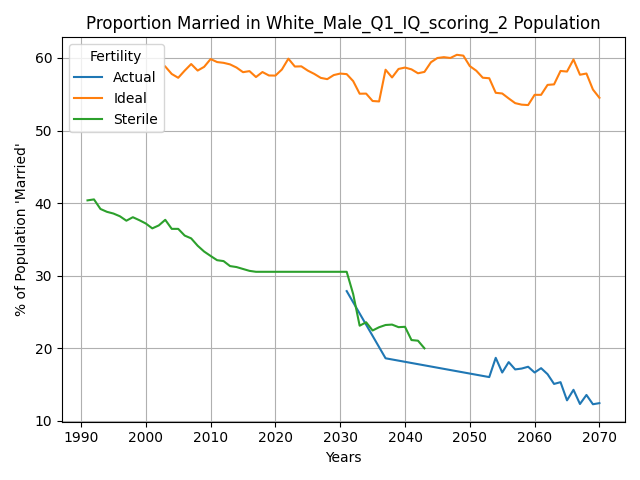 Proportion Married in White_Male_Q1_IQ_scoring_2 Population
% of Population 'Married'
60
50
40
30
20
10
Fertility
Actual
Ideal
Sterile
1990 2000 2010 2020 2030 2040 2050 2060 2070
Years